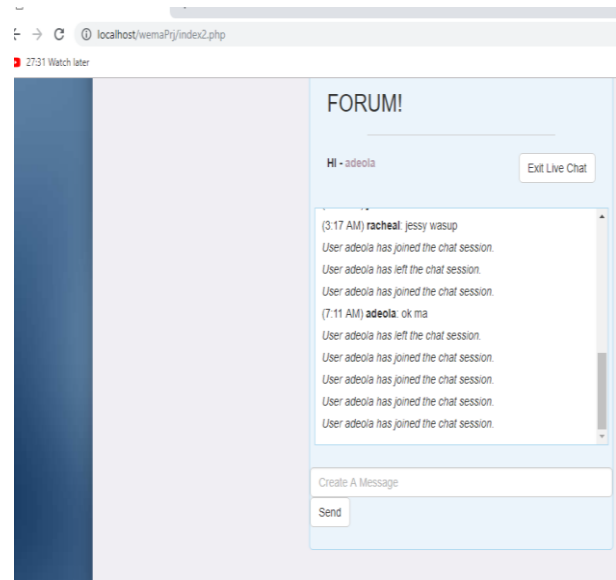 localhost/wemaPrj/index2.php
27:31 Watch later
FORUM!
HI - adeola
Exit Live Chat
(3:17 AM) racheal: jessy wasup
User adeola has joined the chat session.
User adeola has left the chat session.
User adeola has joined the chat session.
(7:11 AM) adeola: ok ma
User adeola has left the chat session.
User adeola has joined the chat session.
User adeola has joined the chat session.
User adeola has joined the chat session.
User adeola has joined the chat session.
Create A Message
Send